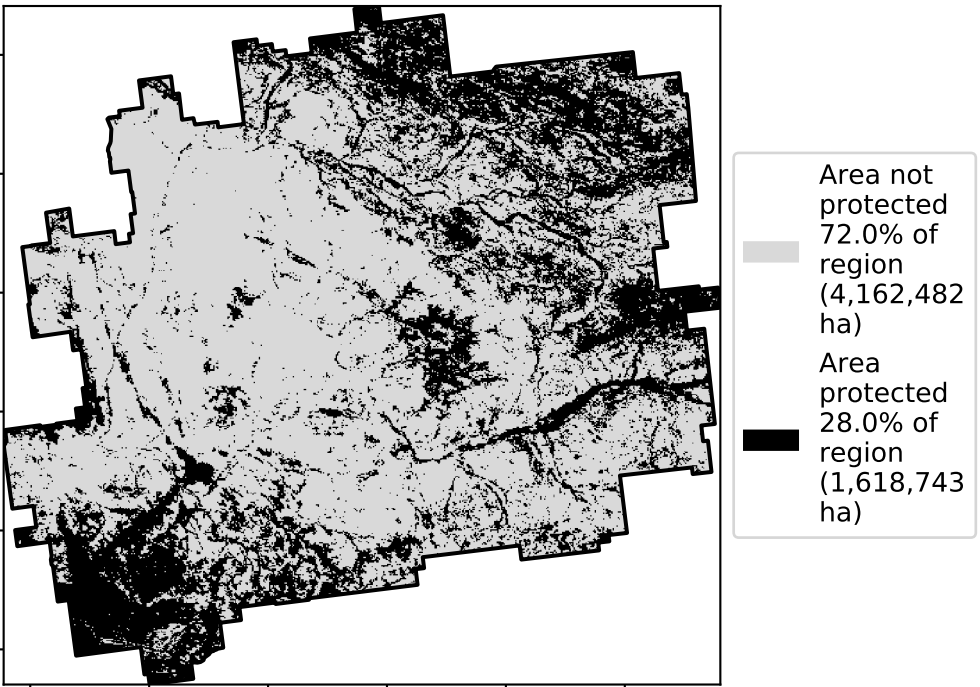 Area not
protected
72.0% of
region
(4,162,482
ha)
Area
protected
28.0% of
region
(1,618,743
ha)